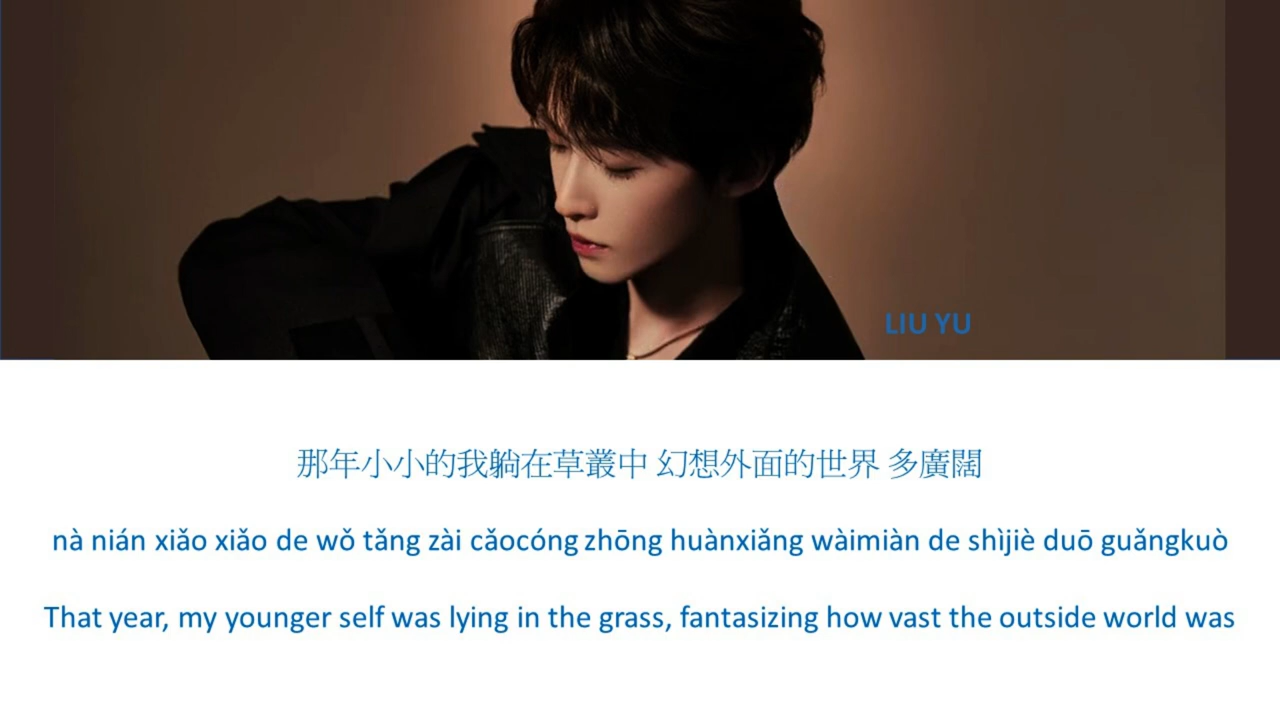 LIU YU
那年小小的我躺在草叢中 幻想外面的世界 多廣闊
nà nián xiǎo xiǎo de wǒ tǎng zài cǎocóng zhōng huànxiǎng wàimiàn de shìjiè duō guǎngkuò
That year, my younger self was lying in the grass, fantasizing how vast the outside world was